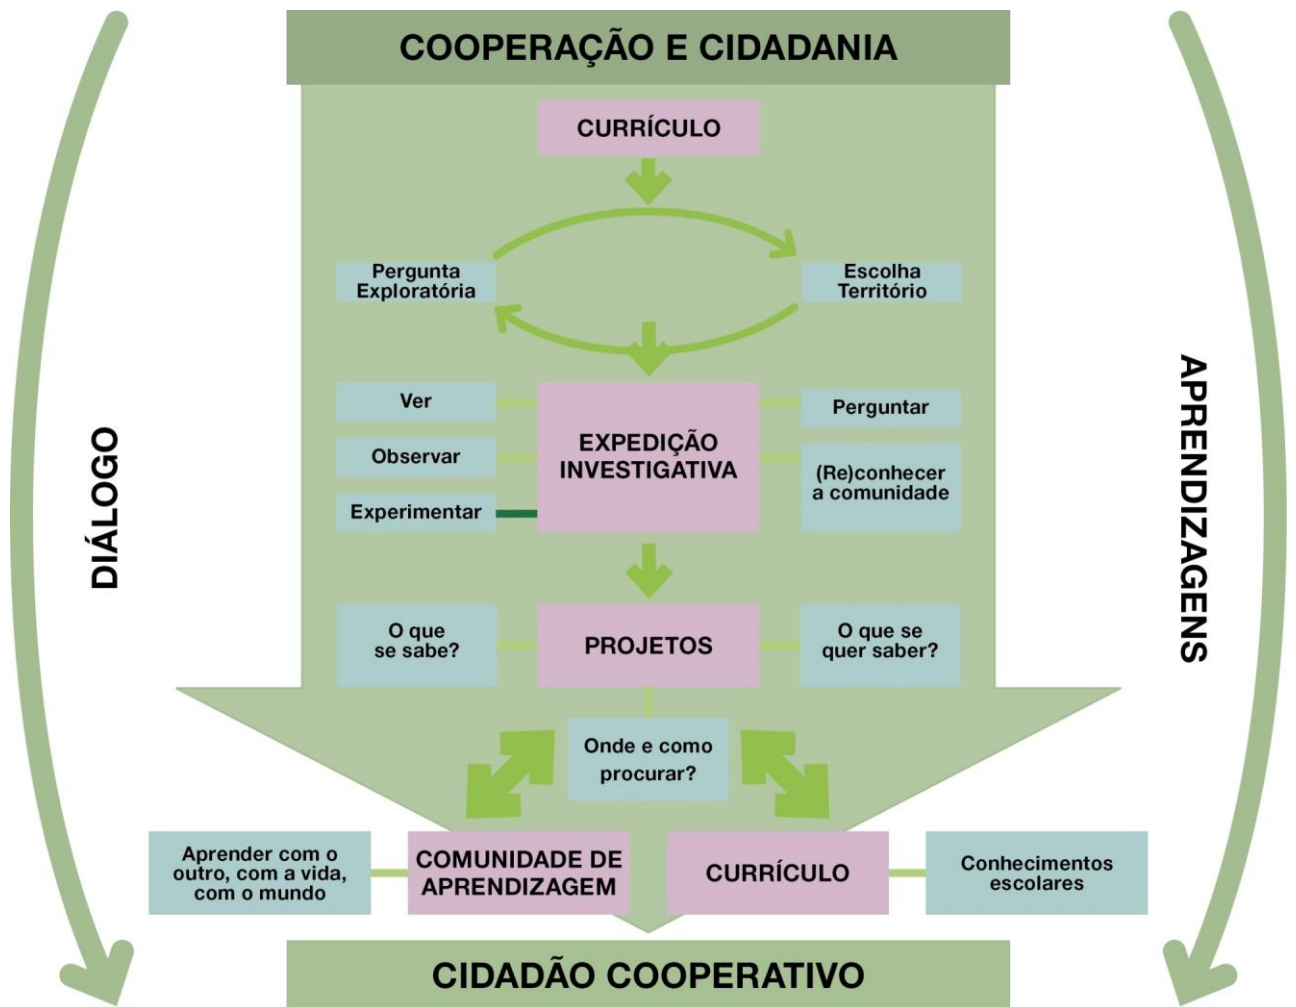 COOPERAÇÃO E CIDADANIA
CURRÍCULO
Pergunta
Exploratória
Escolha
Território
Ver
Observar
Experimentar
EXPEDIÇÃO
INVESTIGATIVA
Perguntar
(Re)conhecer
a comunidade
DIÁLOGO
APRENDIZAGENS
O que
se sabe?
PROJETOS
O que se
quer saber?
Onde e como
procurar?
Aprender com o
outro, com a vida,
com o mundo
COMUNIDADE DE
APRENDIZAGEM
CURRÍCULO
Conhecimentos
escolares
CIDADÃO COOPERATIVO